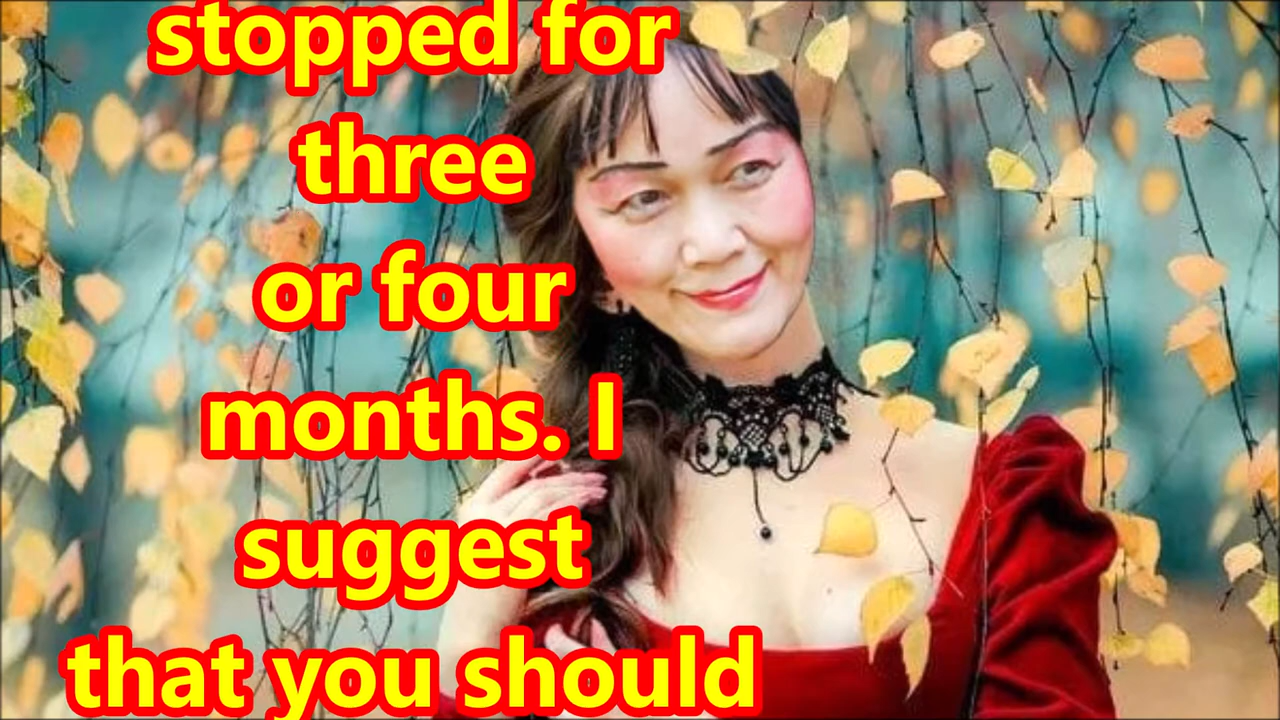 stopped for
three
or four
months. I
suggest
that you should